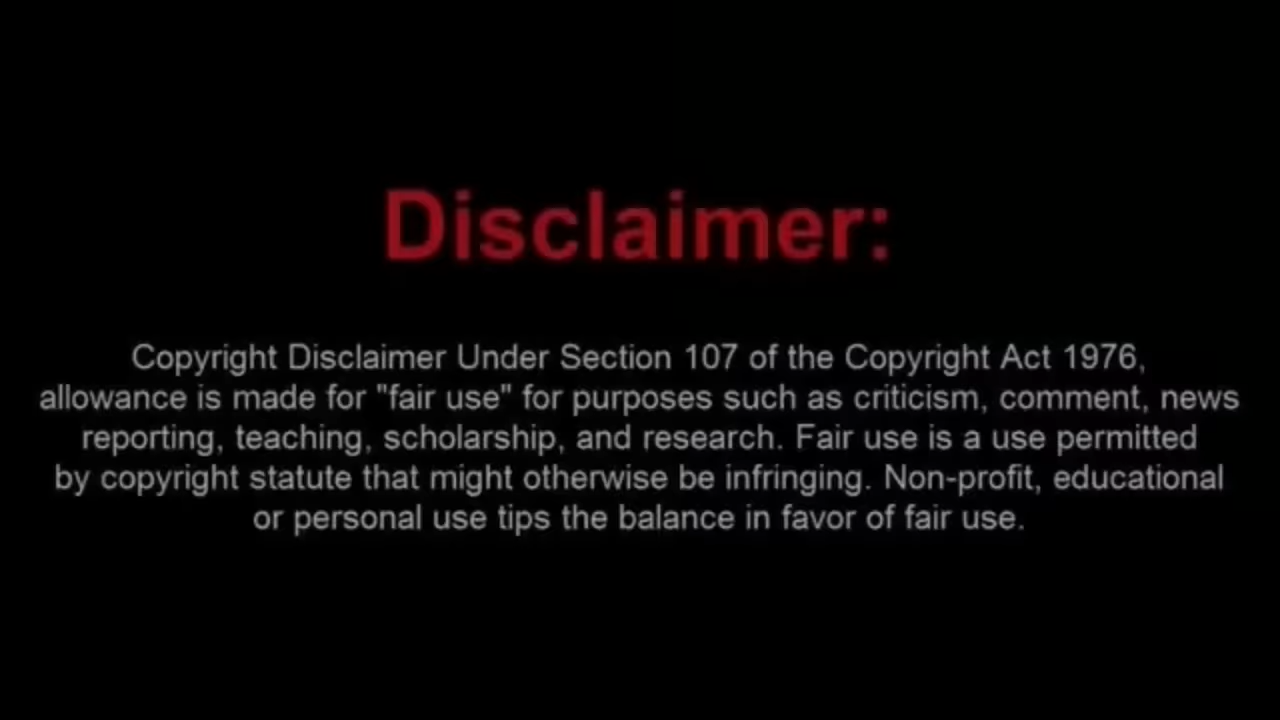 Disclaimer:
Copyright Disclaimer Under Section 107 of the Copyright Act 1976,
allowance is made for "fair use" for purposes such as criticism, comment, news
reporting, teaching, scholarship, and research. Fair use is a use permitted
by copyright statute that might otherwise be infringing. Non-profit, educational
or personal use tips the balance in favor of fair use.